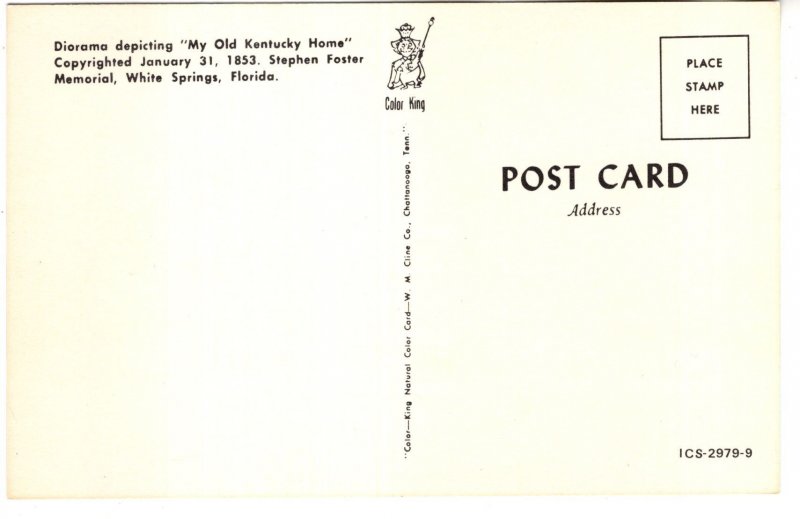 Diorama depicting "My Old Kentucky Home"
Copyrighted January 31, 1853. Stephen Foster
Memorial, White Springs, Florida.
Color King
"Color—King Natural Color Card—W. M. Cline Co., Chattanooga, Tenn."
PLACE
STAMP
HERE
POST CARD
Address
ICS-2979-9